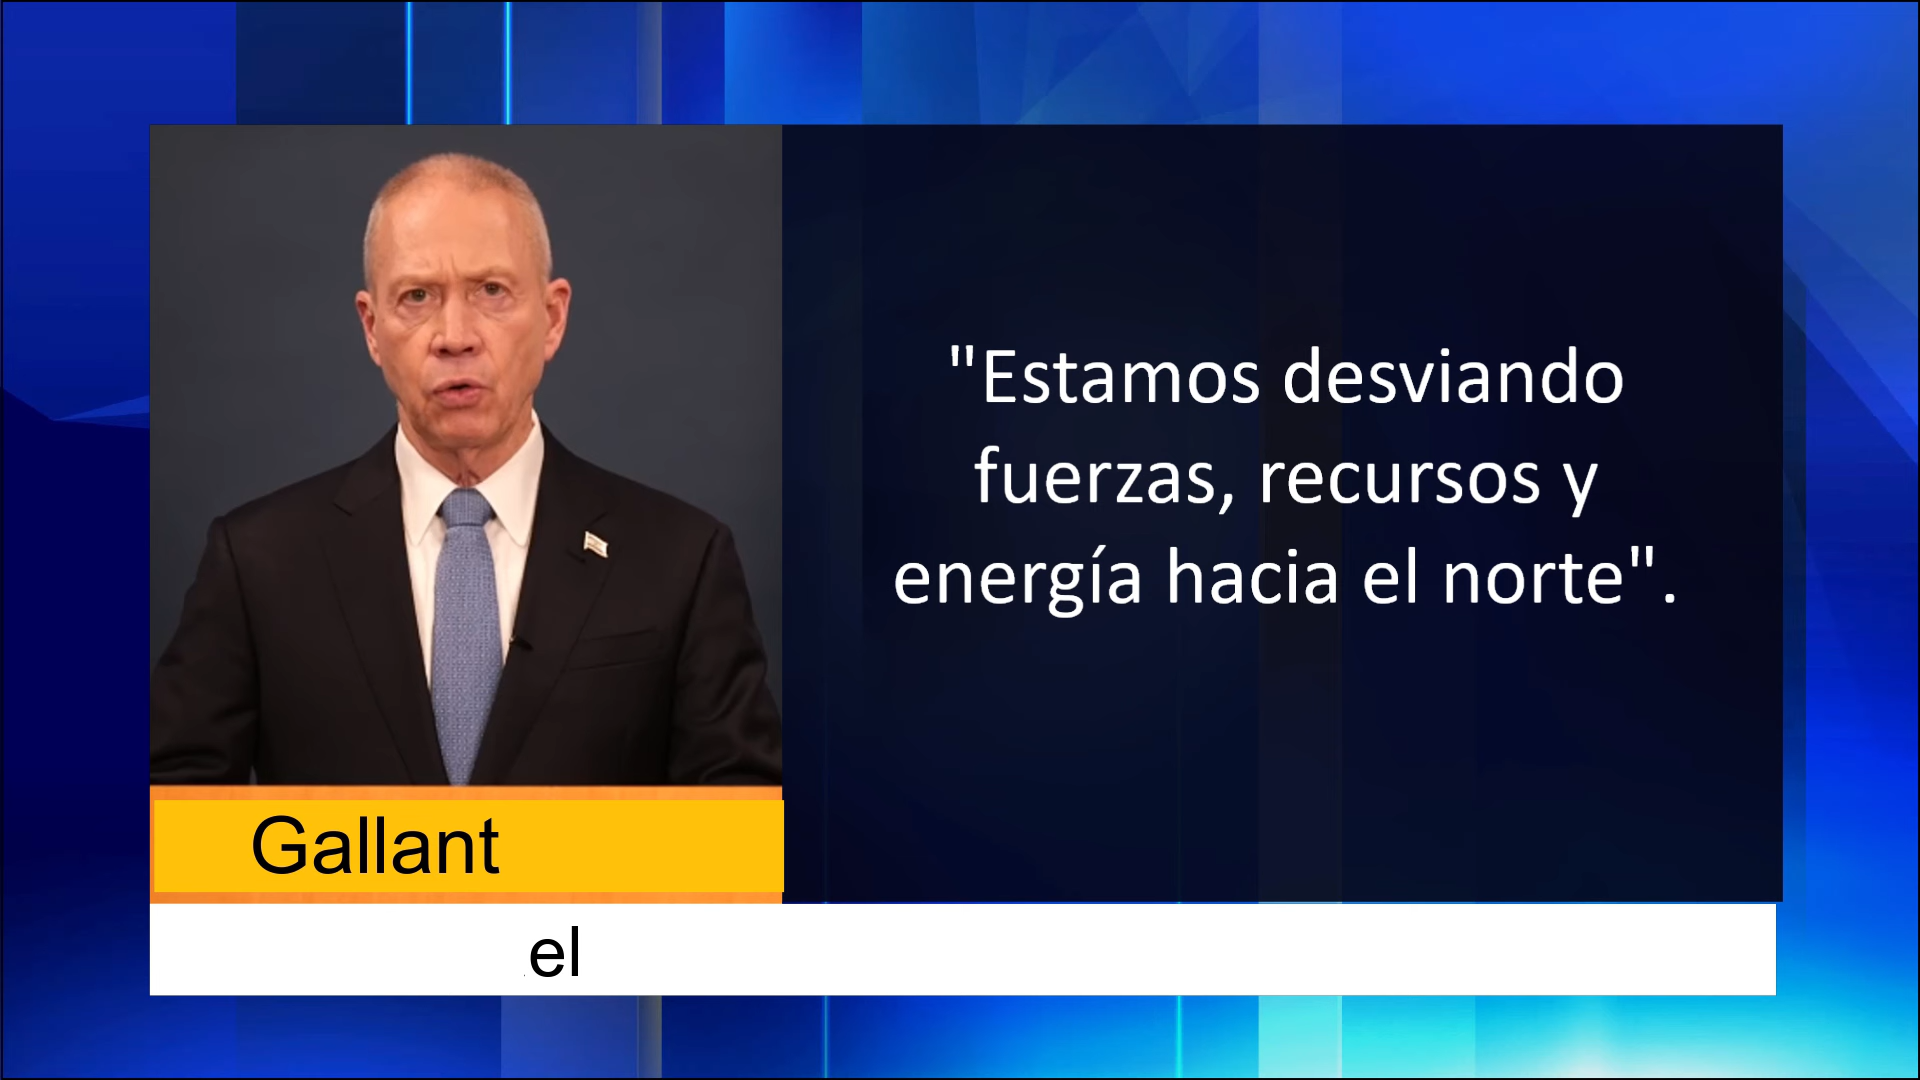 "Estamos desviando
fuerzas, recursos y
energía hacia el norte".
Gallant
el